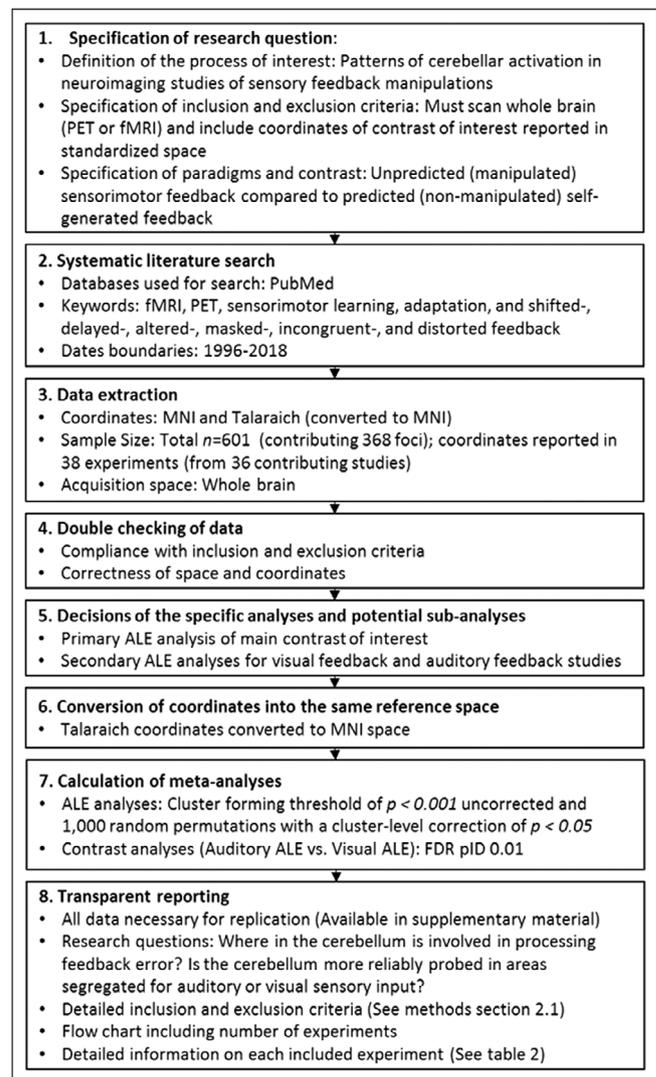 1. Specification of research question:
• Definition of the process of interest: Patterns of cerebellar activation in
neuroimaging studies of sensory feedback manipulations
• Specification of inclusion and exclusion criteria: Must scan whole brain
(PET or fMRI) and include coordinates of contrast of interest reported in
standardized space
• Specification of paradigms and contrast: Unpredicted (manipulated)
sensorimotor feedback compared to predicted (non-manipulated) self-
generated feedback
2. Systematic literature search
• Databases used for search: PubMed
• Keywords: fMRI, PET, sensorimotor learning, adaptation, and shifted-,
delayed-, altered-, masked-, incongruent-, and distorted feedback
• Dates boundaries: 1996-2018
3. Data extraction
• Coordinates: MNI and Talaraich (converted to MNI)
• Sample Size: Total n=601 (contributing 368 foci); coordinates reported in
38 experiments (from 36 contributing studies)
• Acquisition space: Whole brain
4. Double checking of data
• Compliance with inclusion and exclusion criteria
• Correctness of space and coordinates
5. Decisions of the specific analyses and potential sub-analyses
• Primary ALE analysis of main contrast of interest
• Secondary ALE analyses for visual feedback and auditory feedback studies
6. Conversion of coordinates into the same reference space
• Talaraich coordinates converted to MNI space
7. Calculation of meta-analyses
• ALE analyses: Cluster forming threshold of p < 0.001 uncorrected and
1,000 random permutations with a cluster-level correction of p < 0.05
• Contrast analyses (Auditory ALE vs. Visual ALE): FDR pID 0.01
8. Transparent reporting
• All data necessary for replication (Available in supplementary material)
• Research questions: Where in the cerebellum is involved in processing
feedback error? Is the cerebellum more reliably probed in areas
segregated for auditory or visual sensory input?
• Detailed inclusion and exclusion criteria (See methods section 2.1)
• Flow chart including number of experiments
• Detailed information on each included experiment (See table 2)